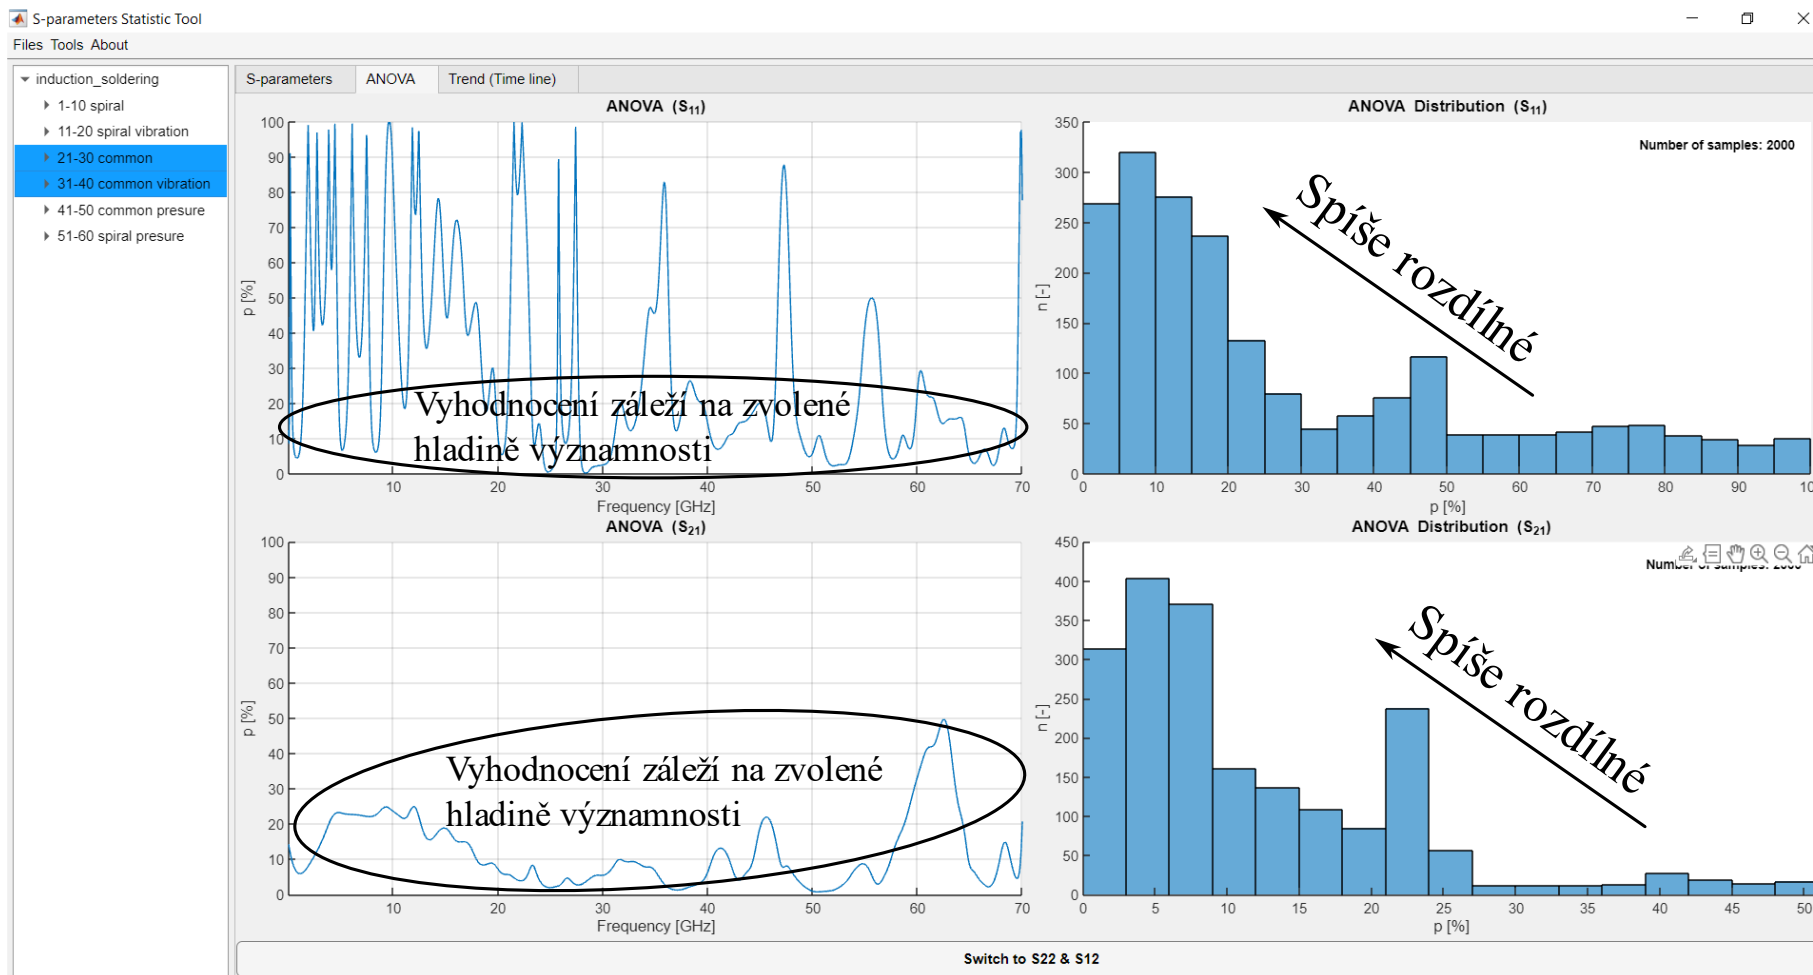 S-parameters Statistic Tool
Files Tools About
induction_soldering
1-10 spiral
11-20 spiral vibration
21-30 common
31-40 common vibration
41-50 common presure
51-60 spiral presure
S-parameters ANOVA Trend (Time line)
ANOVA (S11)
100
90
80
70
60
50
40
30
20
10
0
p [%]
Vyhodnocení záleží na zvolené
hladině významnosti
10 20 30 40 50 60 70
Frequency [GHz]
ANOVA Distribution (S11)
Number of samples: 2000
350
300
250
200
150
100
50
0
n [-]
Spíše rozdílné
0 10 20 30 40 50 60 70 80 90 10
p [%]
ANOVA (S21)
100
90
80
70
60
50
40
30
20
10
0
p [%]
Vyhodnocení záleží na zvolené
hladině významnosti
10 20 30 40 50 60 70
Frequency [GHz]
ANOVA Distribution (S21)
Number of samples: 2000
450
400
350
300
250
200
150
100
50
0
n [-]
Spíše rozdílné
0 5 10 15 20 25 30 35 40 45 50
p [%]
Switch to S22 & S12